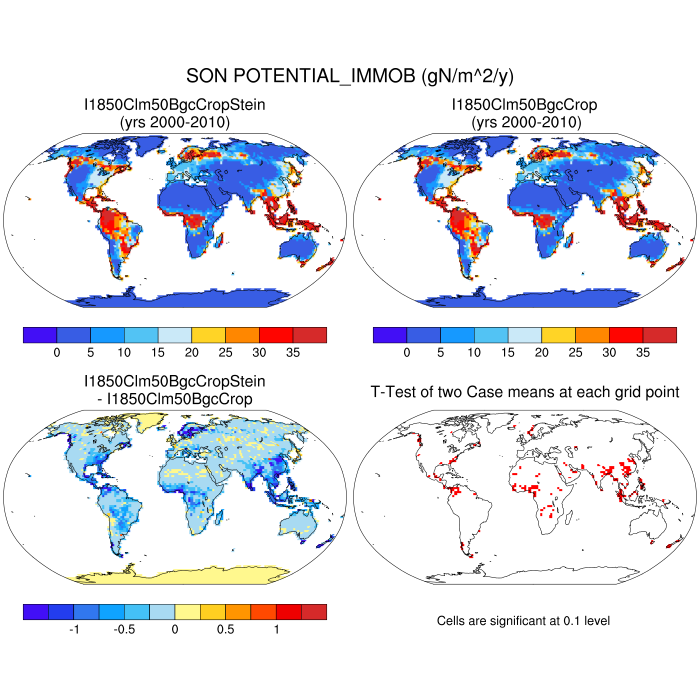 SON POTENTIAL_IMMOB (gN/m^2/y)
I1850Clm50BgcCropStein
(yrs 2000-2010)
I1850Clm50BgcCrop
(yrs 2000-2010)
0 5 10 15 20 25 30 35
0 5 10 15 20 25 30 35
I1850Clm50BgcCropStein
- I1850Clm50BgcCrop
T-Test of two Case means at each grid point
-1 -0.5 0 0.5 1
Cells are significant at 0.1 level